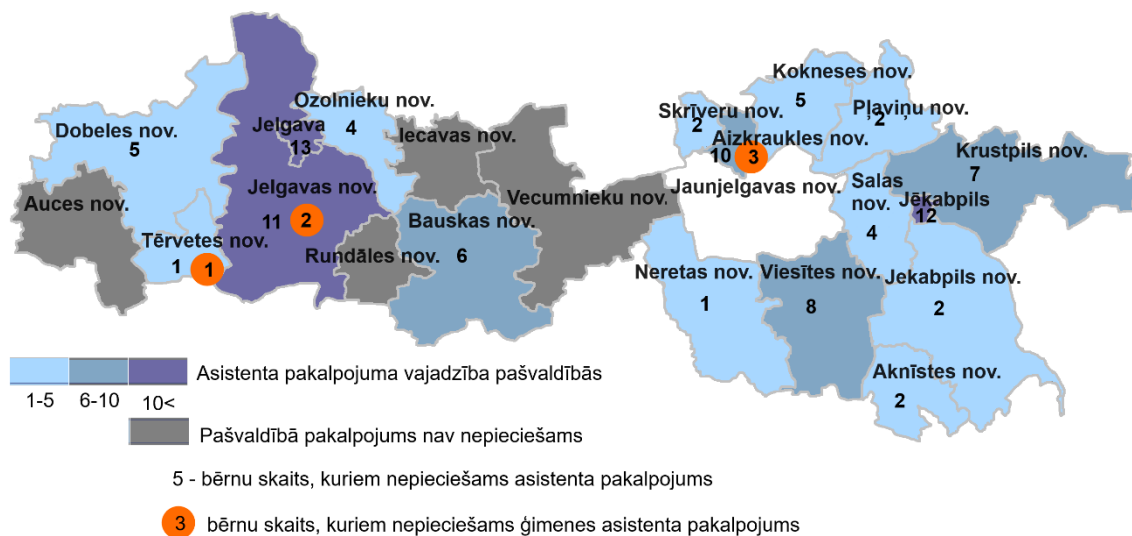 Kokneses nov.
5
Ozolnieku nov.
4
Skrīveru nov.
2
Pļaviņu nov.
2
Dobeles nov.
5
Jelgava
13
Iecavas nov.
Aizkraukles nov.
10
3
Krustpils nov.
7
Auces nov.
Jelgavas nov.
11
2
Vecumnieku nov.
Jaunjelgavas nov.
Salas
nov.
4
Jēkabpils
12
Bauskas nov.
6
Tērvetes nov.
1
1
Rundāles nov.
Neretas nov.
1
Viesītes nov.
8
Jekabpils nov.
2
Aknīstes nov.
2
Asistenta pakalpojuma vajadzība pašvaldībās
1-5 6-10 10<
Pašvaldībā pakalpojums nav nepieciešams
5 - bērnu skaits, kuriem nepieciešams asistenta pakalpojums
3 bērnu skaits, kuriem nepieciešams ģimenes asistenta pakalpojums